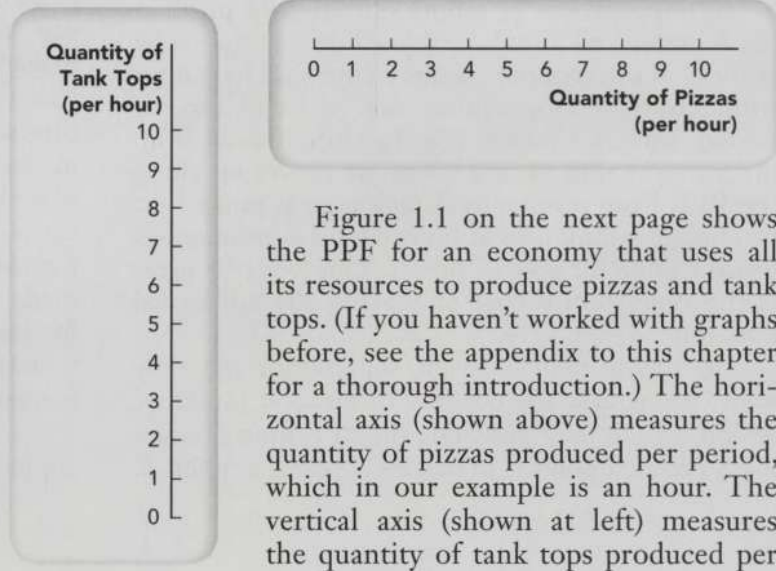 Quantity of
Tank Tops
(per hour)
10
9
8
7
6
5
4
3
2
1
0
0 1 2 3 4 5 6 7 8 9 10
Quantity of Pizzas
(per hour)
Figure 1.1 on the next page shows
the PPF for an economy that uses all
its resources to produce pizzas and tank
tops. (If you haven't worked with graphs
before, see the appendix to this chapter
for a thorough introduction.) The hori-
zontal axis (shown above) measures the
quantity of pizzas produced per period,
which in our example is an hour. The
vertical axis (shown at left) measures
the quantity of tank tops produced per